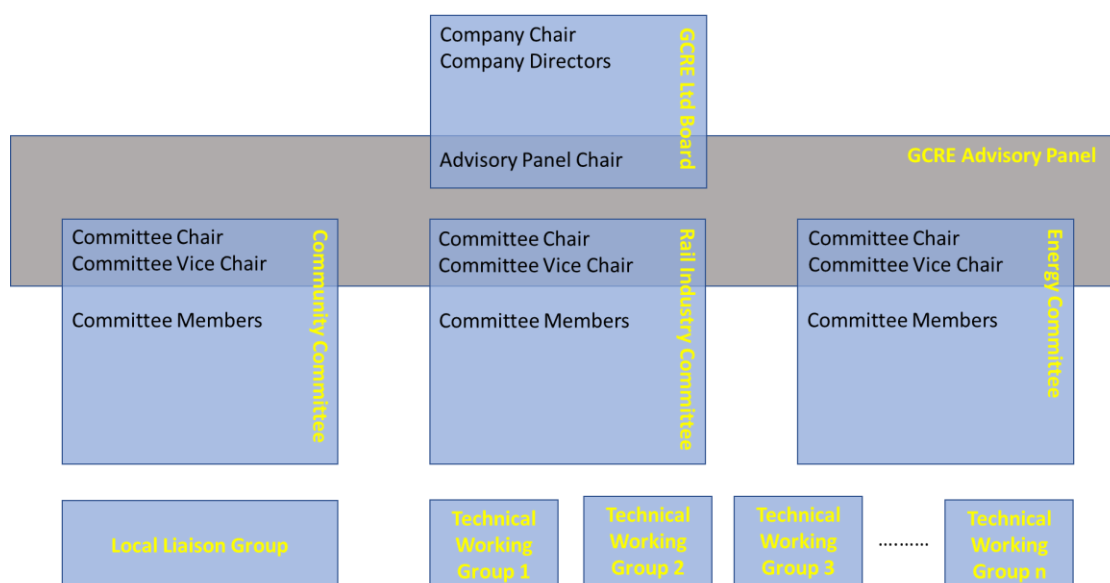 Company Chair
Company Directors
Advisory Panel Chair
GCRE Ltd Board
GCRE Advisory Panel
Committee Chair
Committee Vice Chair
Committee Members
Community Committee
Committee Chair
Committee Vice Chair
Committee Members
Rail Industry Committee
Committee Chair
Committee Vice Chair
Committee Members
Energy Committee
Local Liaison Group
Technical
Working
Group 1
Technical
Working
Group 2
Technical
Working
Group 3
..........
Technical
Working
Group n